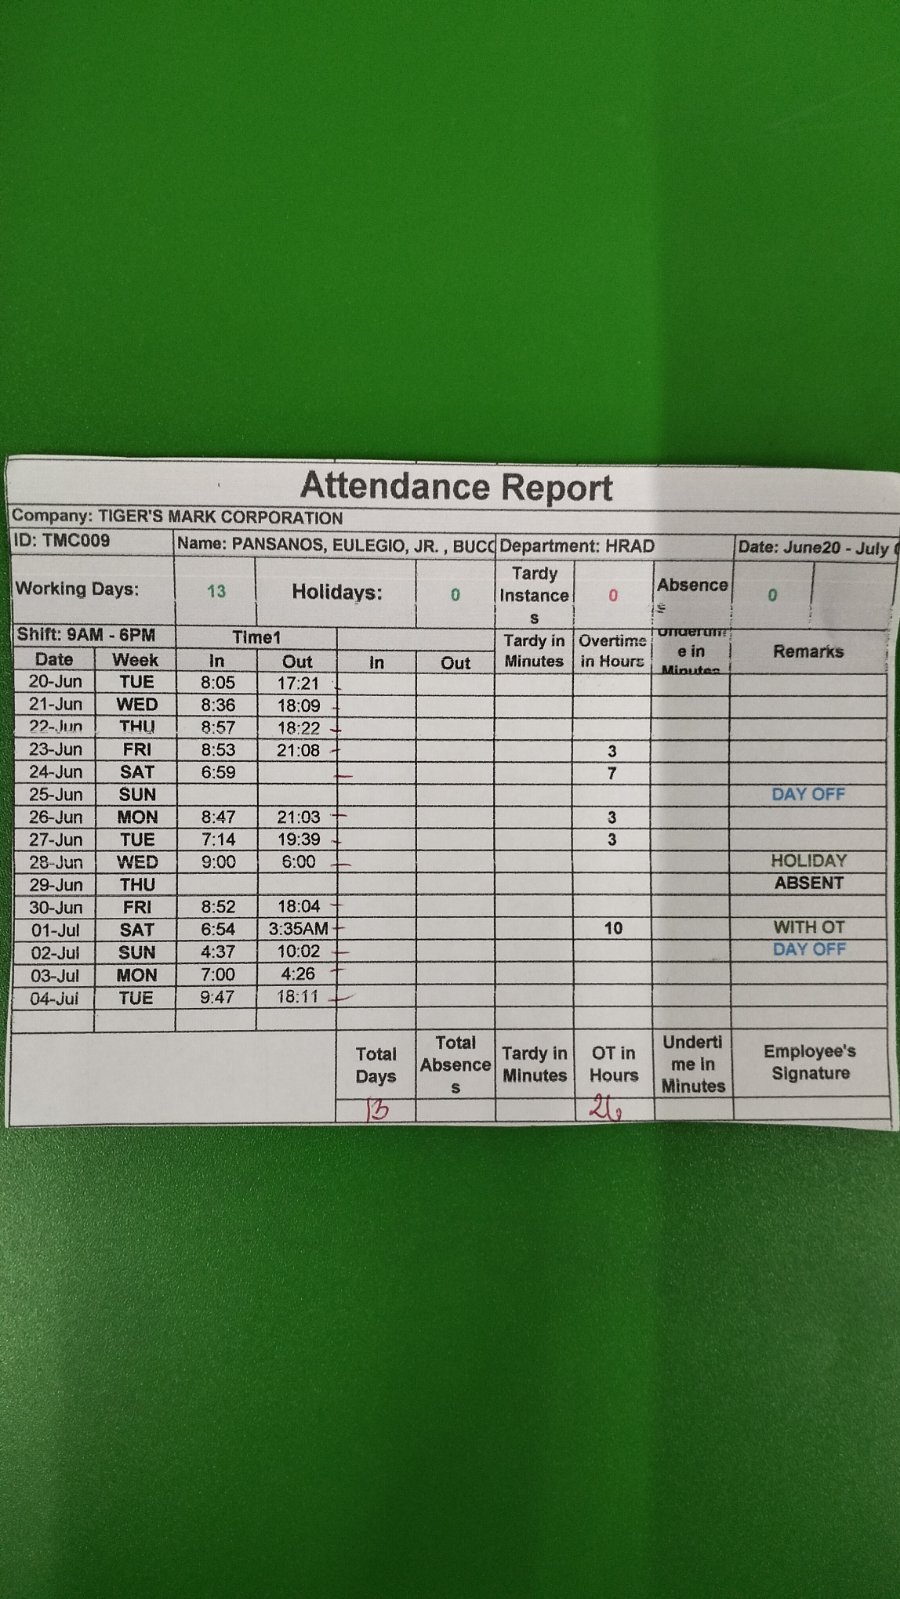 Attendance Report
Company: TIGER'S MARK CORPORATION
ID: TMC009 Name: PANSANOS, EULEGIO, JR. , BUCC Department: HRAD Date: June20 - July
Working Days: 13 Holidays: 0 Tardy Instance s 0 Absence s 0
Shift: 9AM - 6PM Time1 Tardy in Minutes Overtime in Hours Undertim e in Minutes Remarks
Date Week In Out In Out
20-Jun TUE 8:05 17:21
21-Jun WED 8:36 18:09
22-Jun THU 8:57 18:22
23-Jun FRI 8:53 21:08 3
24-Jun SAT 6:59 7
25-Jun SUN DAY OFF
26-Jun MON 8:47 21:03 3
27-Jun TUE 7:14 19:39 3
28-Jun WED 9:00 6:00 HOLIDAY
29-Jun THU ABSENT
30-Jun FRI 8:52 18:04
01-Jul SAT 6:54 3:35AM 10 WITH OT
02-Jul SUN 4:37 10:02 DAY OFF
03-Jul MON 7:00 4:26
04-Jul TUE 9:47 18:11
Total Days Total Absence s Tardy in Minutes OT in Hours Underti me in Minutes Employee's Signature
13 26